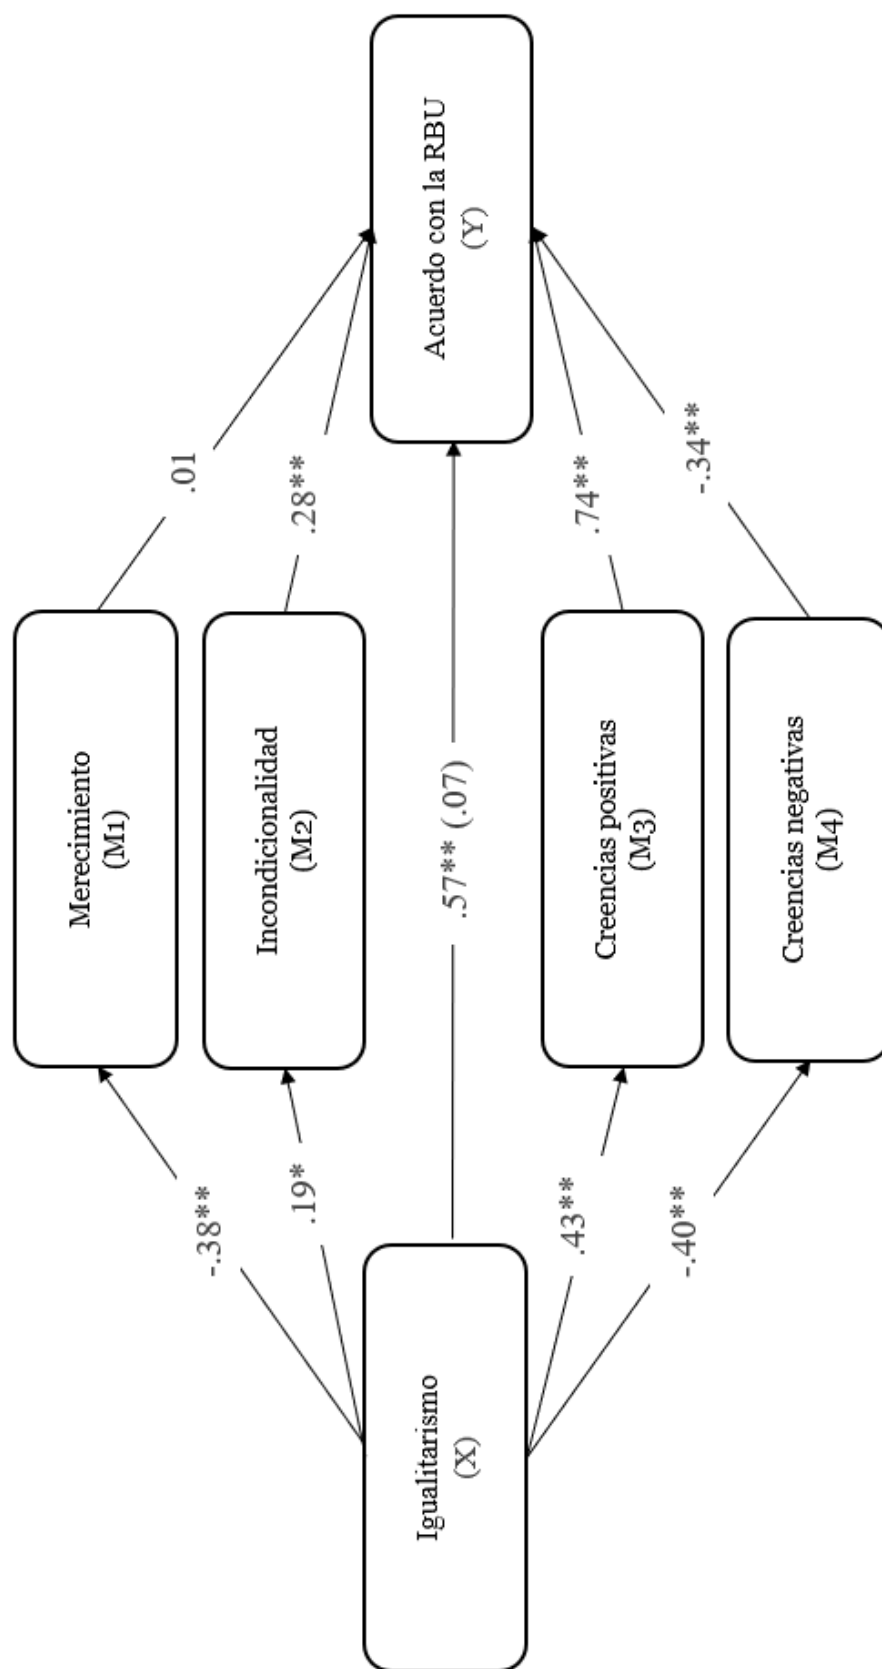 Merecimiento
(M1)
-.38**
.01
Incondicionalidad
(M2)
.19*
.28**
Igualitarismo
(X)
.57** (.07)
Acuerdo con la RBU
(Y)
.43**
.74**
Creencias positivas
(M3)
-.40**
-.34**
Creencias negativas
(M4)